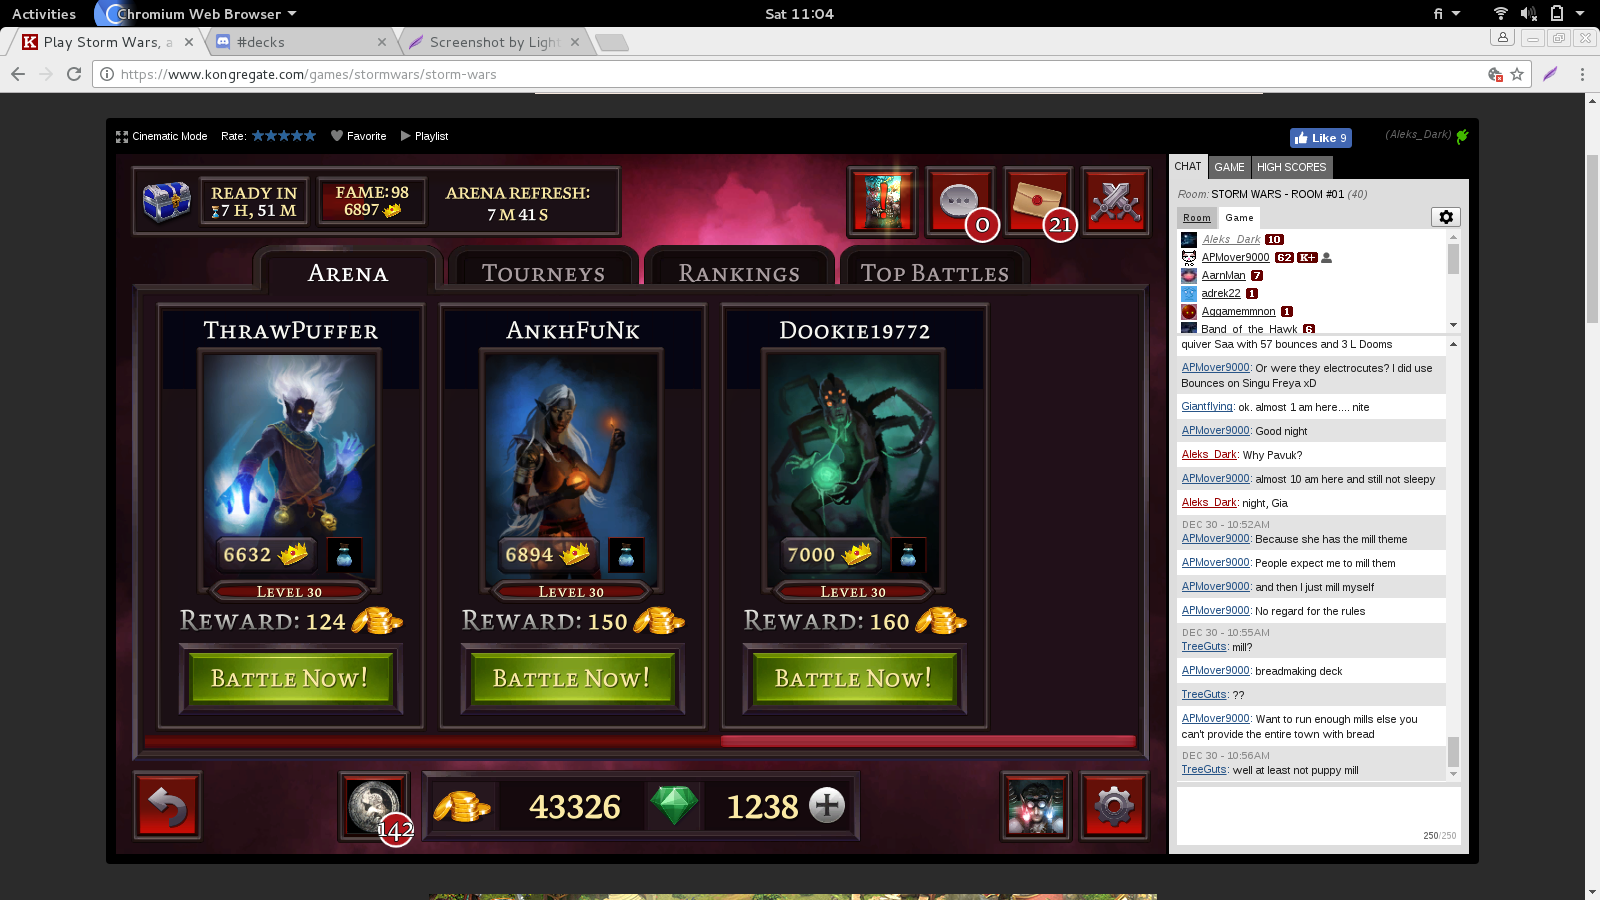 Activities
Chromium Web Browser
Sat 11:04
fi
Play Storm Wars, a
#decks
Screenshot by Light
https://www.kongregate.com/games/stormwars/storm-wars
Cinematic Mode
Rate:
Favorite
Playlist
Like 9
(Aleks_Dark)
READY IN
7 H, 51 M
FAME: 98
6897
ARENA REFRESH:
7 M 41 S
0
21
ARENA
TOURNEYS
RANKINGS
TOP BATTLES
THRAWPUFFER
6632
LEVEL 30
REWARD: 124
BATTLE NOW!
ANKHFUNK
6894
LEVEL 30
REWARD: 150
BATTLE NOW!
DOOKIE19772
7000
LEVEL 30
REWARD: 160
BATTLE NOW!
142
43326
1238
CHAT
GAME
HIGH SCORES
Room: STORM WARS - ROOM #01 (40)
Room
Game
Aleks_Dark 10
APMover9000 62 K+
AarnMan 7
adrek22 1
Aggamemmnon 1
Band_of_the_Hawk 6
quiver Saa with 57 bounces and 3 L Dooms
APMover9000: Or were they electrocutes? I did use
Bounces on Singu Freya xD
Giantflying: ok. almost 1 am here.... nite
APMover9000: Good night
Aleks_Dark: Why Pavuk?
APMover9000: almost 10 am here and still not sleepy
Aleks_Dark: night, Gia
DEC 30 - 10:52AM
APMover9000: Because she has the mill theme
APMover9000: People expect me to mill them
APMover9000: and then I just mill myself
APMover9000: No regard for the rules
DEC 30 - 10:55AM
TreeGuts: mill?
APMover9000: breadmaking deck
TreeGuts: ??
APMover9000: Want to run enough mills else you
can't provide the entire town with bread
DEC 30 - 10:56AM
TreeGuts: well at least not puppy mill
250/250